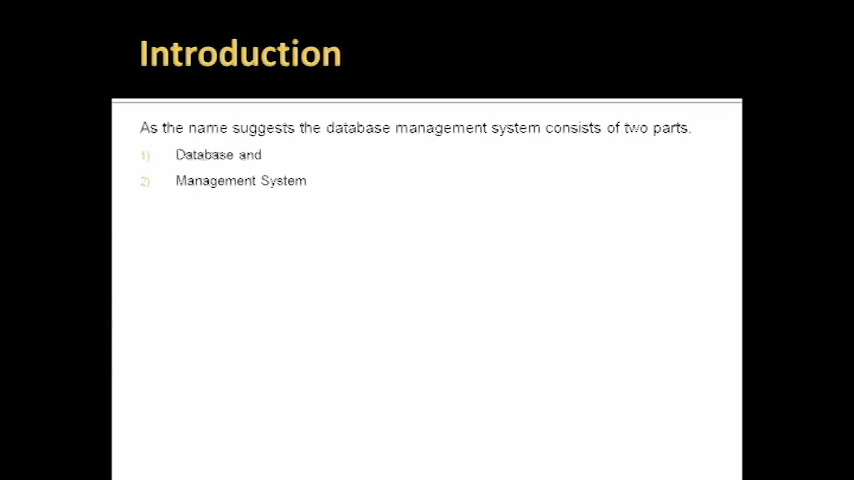 Introduction
As the name suggests the database management system consists of two parts.
1) Database and
2) Management System